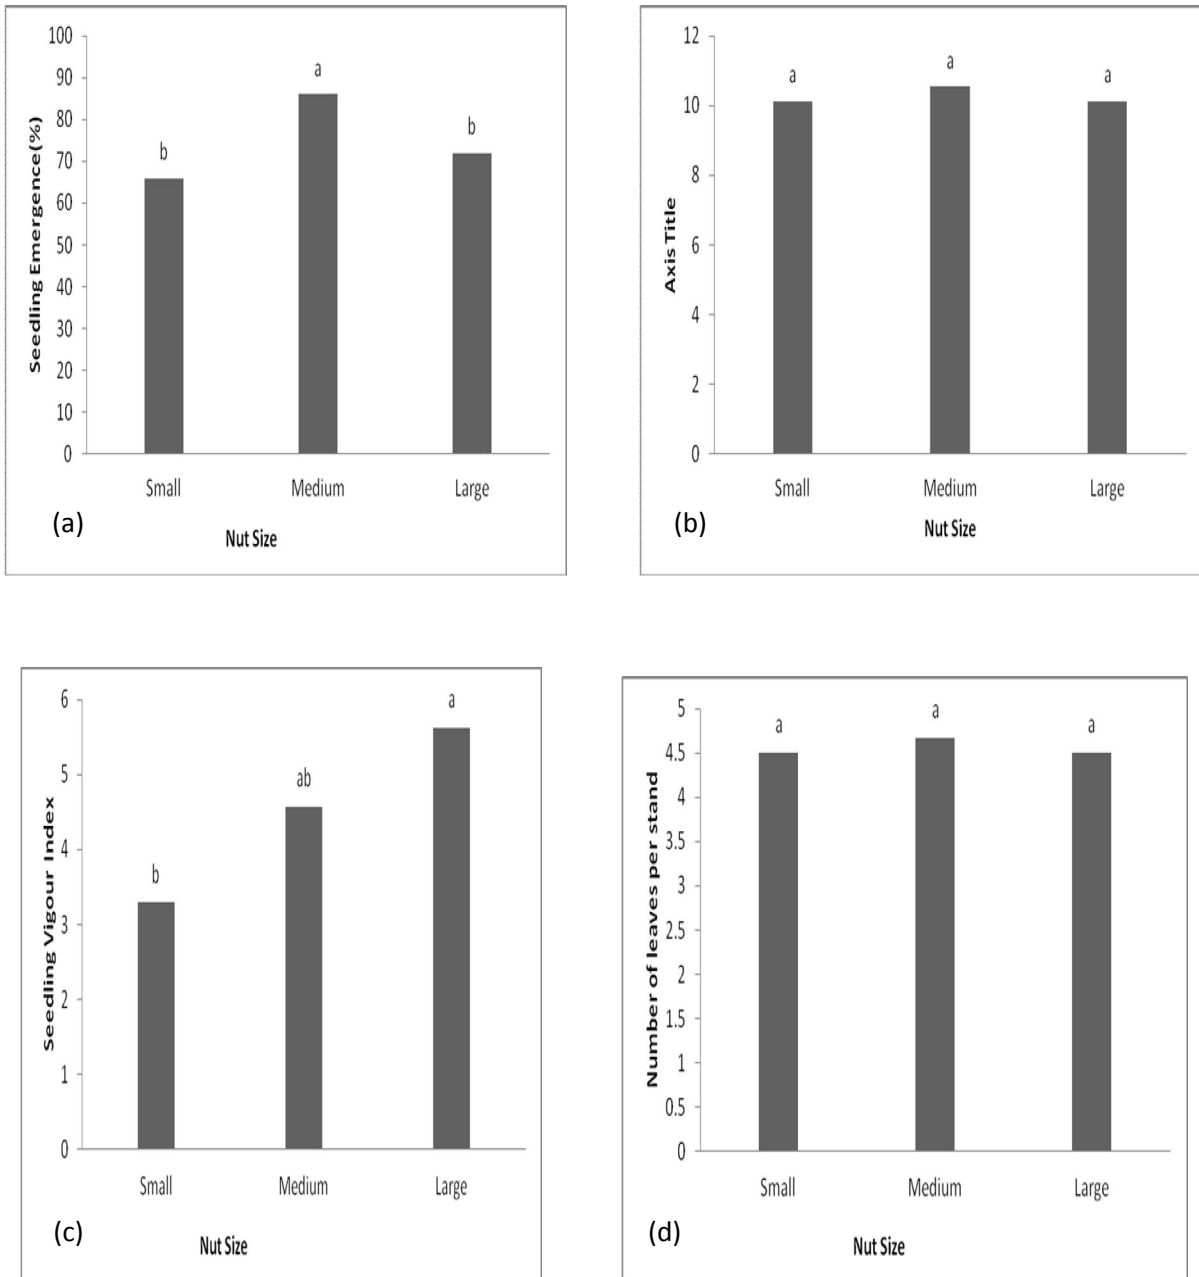 Seedling Emergence(%)
100
90
80
70
60
50
40
30
20
10
0
b
a
b
Small Medium Large
(a)
Nut Size
Axis Title
12
10
8
6
4
2
0
a
a
a
Small Medium Large
(b)
Nut Size
Seedling Vigour Index
6
5
4
3
2
1
0
b
ab
a
Small Medium Large
(c)
Nut Size
Number of leaves per stand
5
4.5
4
3.5
3
2.5
2
1.5
1
0.5
0
a
a
a
Small Medium Large
(d)
Nut Size